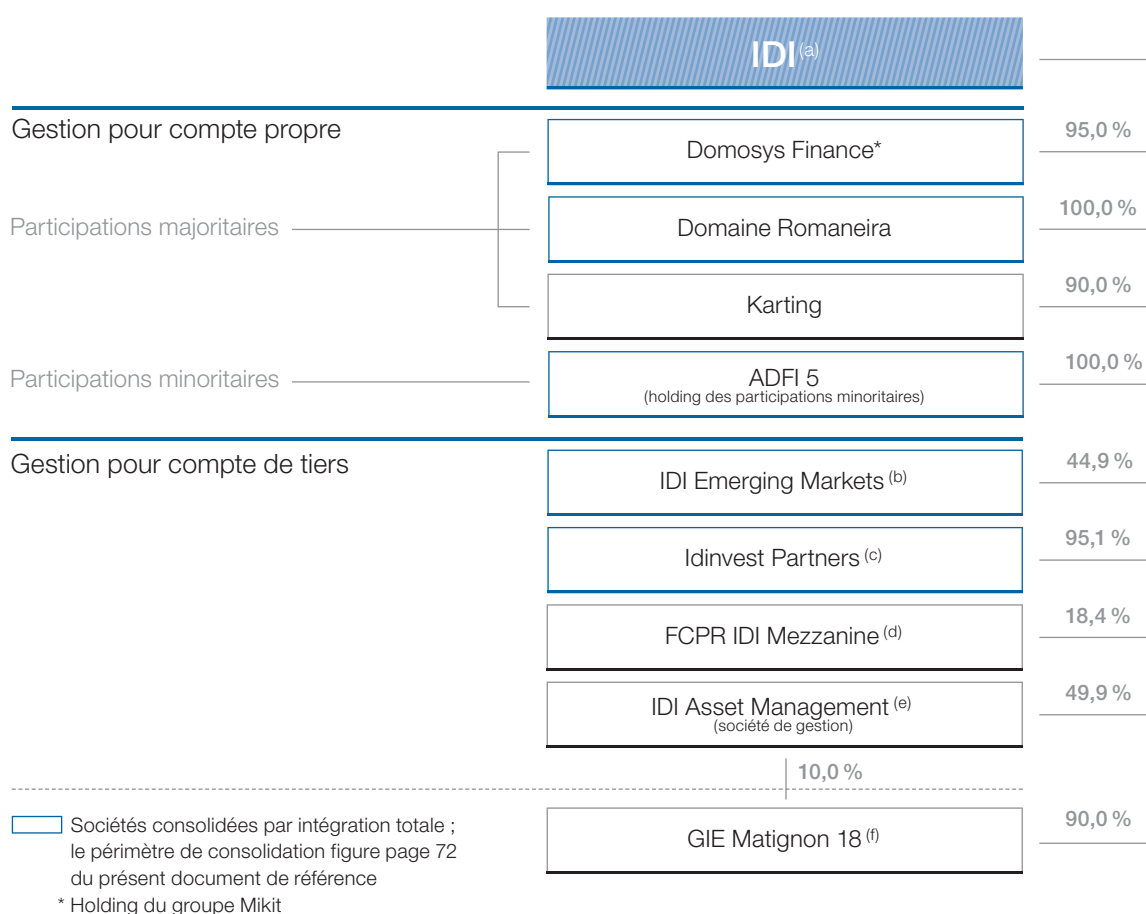 IDI (a)
Gestion pour compte propre
Domosys Finance*
95,0 %
Participations majoritaires
Domaine Romaneira
100,0 %
Karting
90,0 %
Participations minoritaires
ADFI 5
(holding des participations minoritaires)
100,0 %
Gestion pour compte de tiers
IDI Emerging Markets (b)
44,9 %
Idinvest Partners (c)
95,1 %
FCPR IDI Mezzanine (d)
18,4 %
IDI Asset Management (e)
(société de gestion)
49,9 %
10,0 %
GIE Matignon 18 (f)
90,0 %
Sociétés consolidées par intégration totale ;
le périmètre de consolidation figure page 72
du présent document de référence
* Holding du groupe Mikit